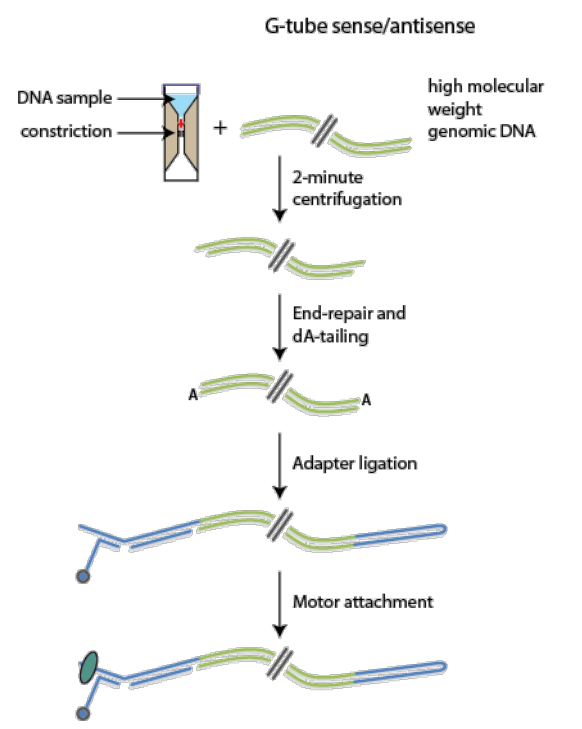 G-tube sense/antisense
DNA sample
constriction
+
high molecular
weight
genomic DNA
2-minute
centrifugation
End-repair and
dA-tailing
A
A
Adapter ligation
Motor attachment